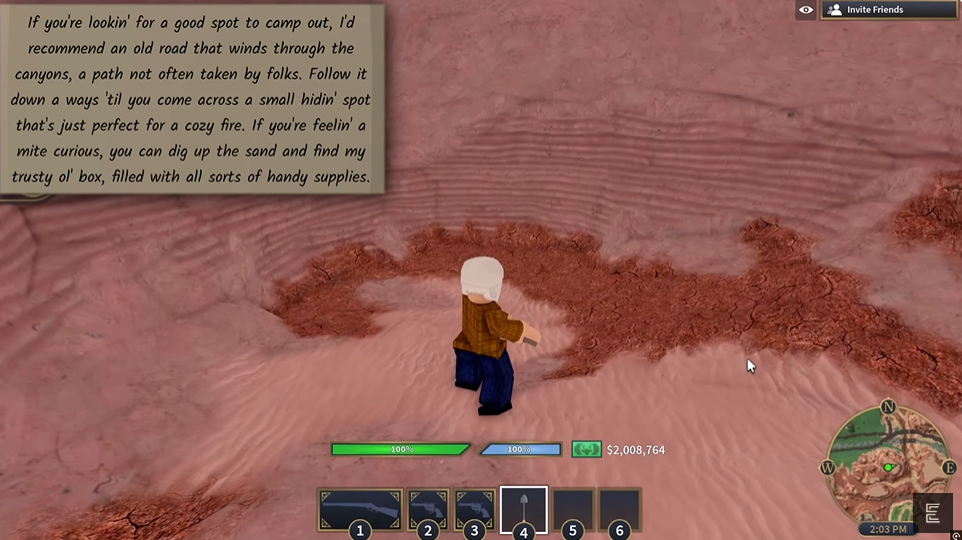 If you're lookin' for a good spot to camp out, I'd
recommend an old road that winds through the
canyons, a path not often taken by folks. Follow it
down a ways 'til you come across a small hidin' spot
that's just perfect for a cozy fire. If you're feelin' a
mite curious, you can dig up the sand and find my
trusty ol' box, filled with all sorts of handy supplies.
Invite Friends
100%
100%
$2,008,764
N
W
E
1
2
3
4
5
6
2:03 PM
E